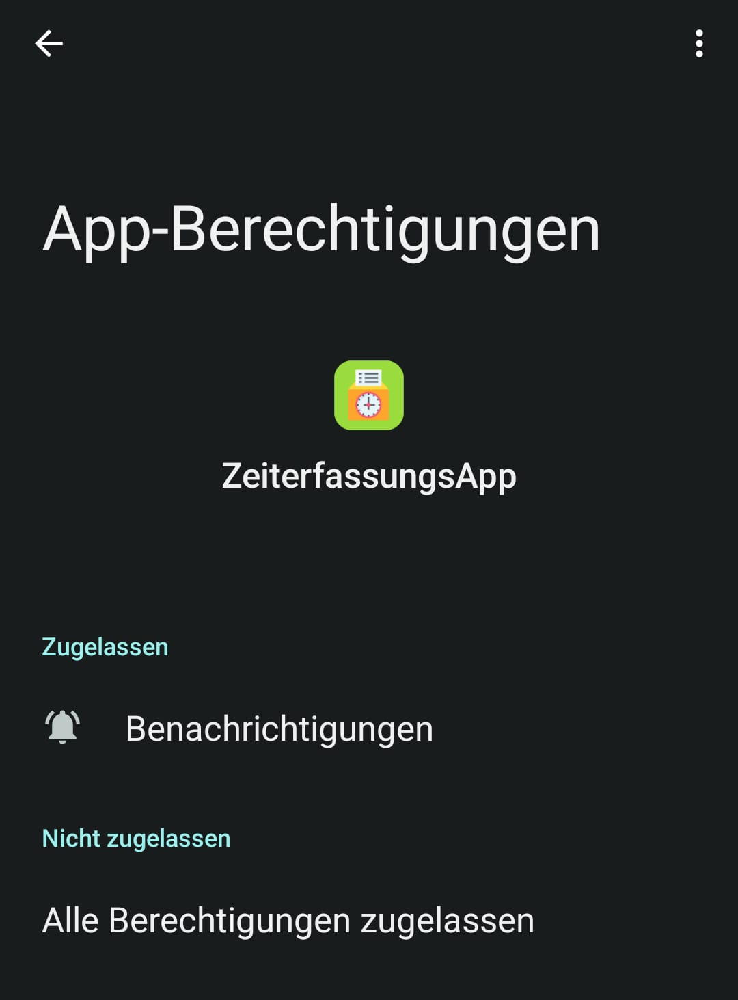 App-Berechtigungen
ZeiterfassungsApp
Zugelassen
Benachrichtigungen
Nicht zugelassen
Alle Berechtigungen zugelassen